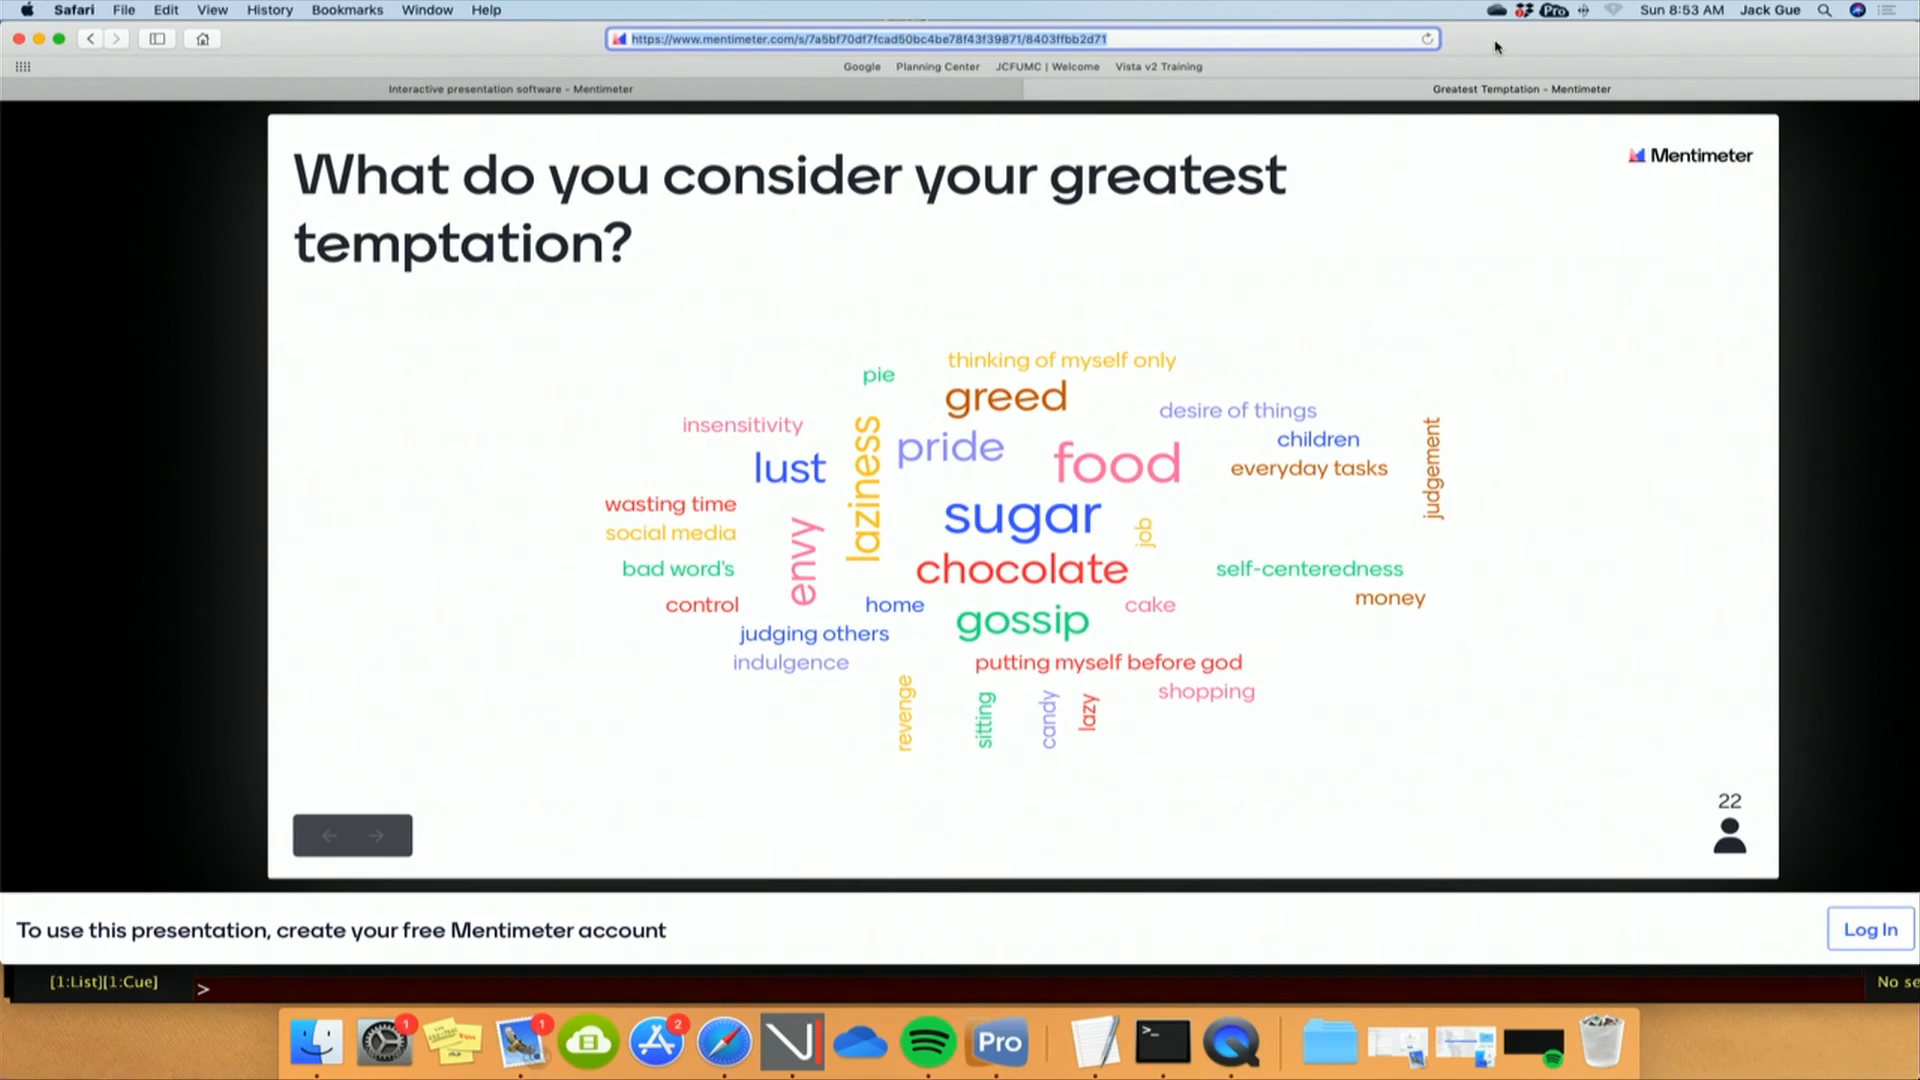 Safari File Edit View History Bookmarks Window Help
Pro Sun 8:53 AM Jack Gue
https://www.mentimeter.com/s/7a5bf70df7fcad50bc4be78f43f39871/8403ffbb2d71
Google Planning Center JCFUMC | Welcome Vista v2 Training
Interactive presentation software - Mentimeter Greatest Temptation - Mentimeter
What do you consider your greatest
temptation?
Mentimeter
thinking of myself only
pie
greed
desire of things
insensitivity
laziness
pride
children
judgement
lust
food
everyday tasks
wasting time
sugar
job
social media
envy
bad word's
chocolate
self-centeredness
control
home
cake
money
gossip
judging others
indulgence
putting myself before god
revenge
sitting
candy
lazy
shopping
22
To use this presentation, create your free Mentimeter account
Log In
[1:List][1:Cue]
>
No se
1
1
2
>_
Pro